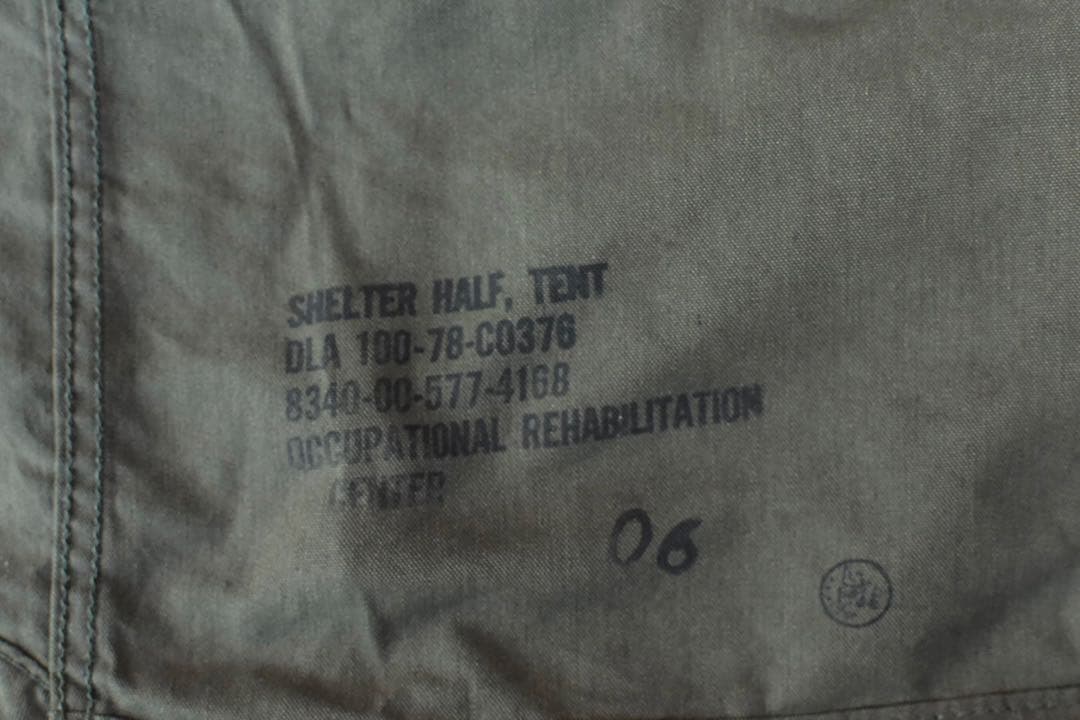 SHELTER HALF, TENT
DLA 100-78-C0376
8340-00-577-4168
OCCUPATIONAL REHABILITATION
CENTER
06